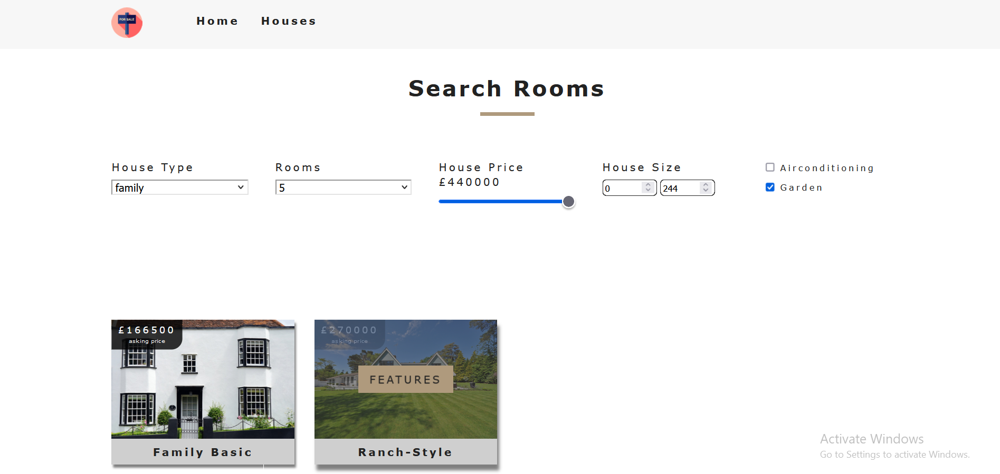 FOR SALE
Home Houses
Search Rooms
House Type
family
Rooms
5
House Price
£440000
House Size
0 244
Airconditioning
Garden
£166500
asking price
Family Basic
£270000
asking price
FEATURES
Ranch-Style
Activate Windows
Go to Settings to activate Windows.